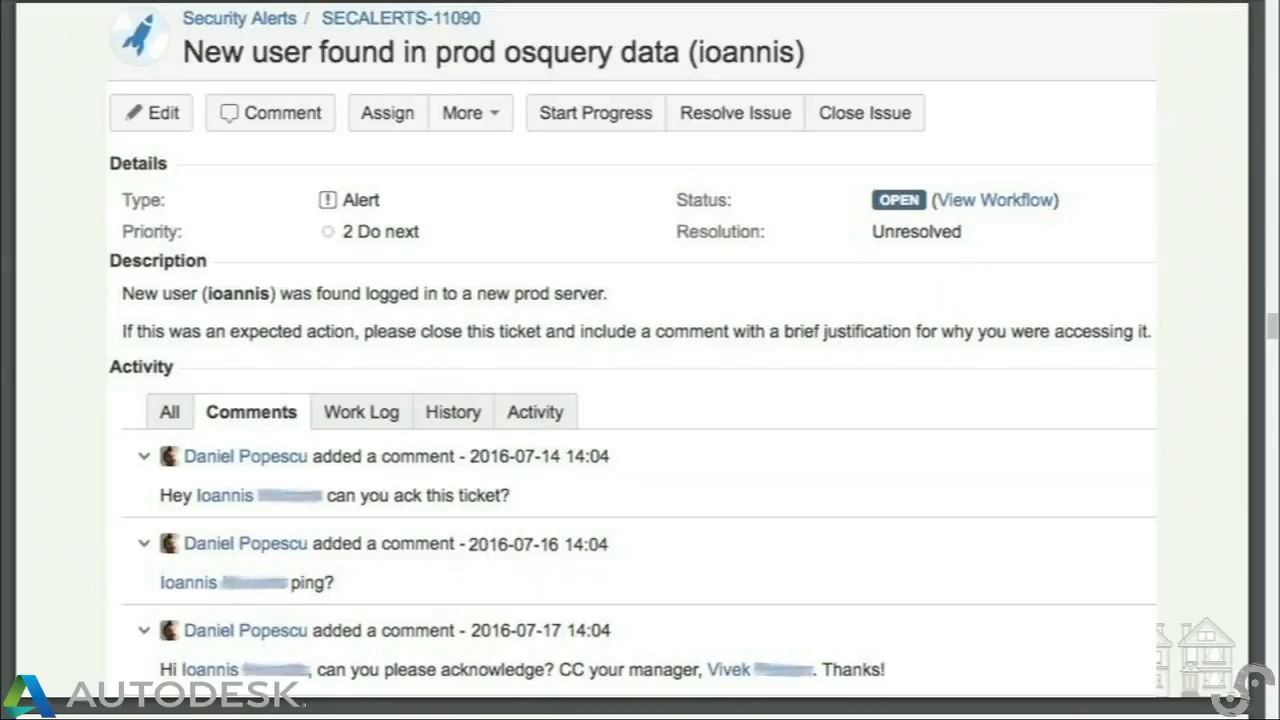 Security Alerts / SECALERTS-11090
New user found in prod osquery data (ioannis)
Edit Comment Assign More Start Progress Resolve Issue Close Issue
Details
Type: Alert Status: OPEN (View Workflow)
Priority: 2 Do next Resolution: Unresolved
Description
New user (ioannis) was found logged in to a new prod server.
If this was an expected action, please close this ticket and include a comment with a brief justification for why you were accessing it.
Activity
All Comments Work Log History Activity
Daniel Popescu added a comment - 2016-07-14 14:04
Hey Ioannis can you ack this ticket?
Daniel Popescu added a comment - 2016-07-16 14:04
Ioannis ping?
Daniel Popescu added a comment - 2016-07-17 14:04
Hi Ioannis , can you please acknwledge? CC your manager, Vivek . Thanks!
AUTODESK.